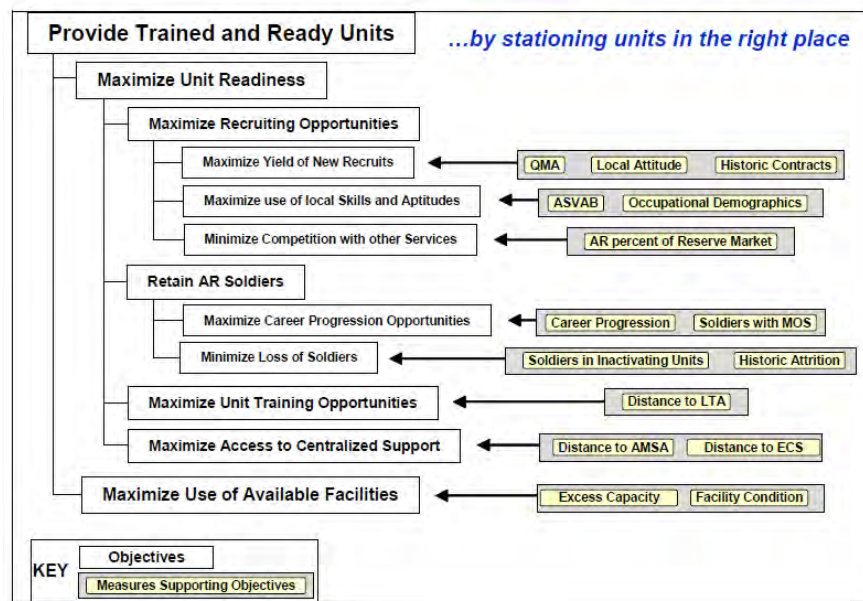 Provide Trained and Ready Units
...by stationing units in the right place
Maximize Unit Readiness
Maximize Recruiting Opportunities
Maximize Yield of New Recruits
QMA Local Attitude Historic Contracts
Maximize use of local Skills and Aptitudes
ASVAB Occupational Demographics
Minimize Competition with other Services
AR percent of Reserve Market
Retain AR Soldiers
Maximize Career Progression Opportunities
Career Progression Soldiers with MOS
Minimize Loss of Soldiers
Soldiers in Inactivating Units Historic Attrition
Maximize Unit Training Opportunities
Distance to LTA
Maximize Access to Centralized Support
Distance to AMSA Distance to ECS
Maximize Use of Available Facilities
Excess Capacity Facility Condition
KEY
Objectives
Measures Supporting Objectives